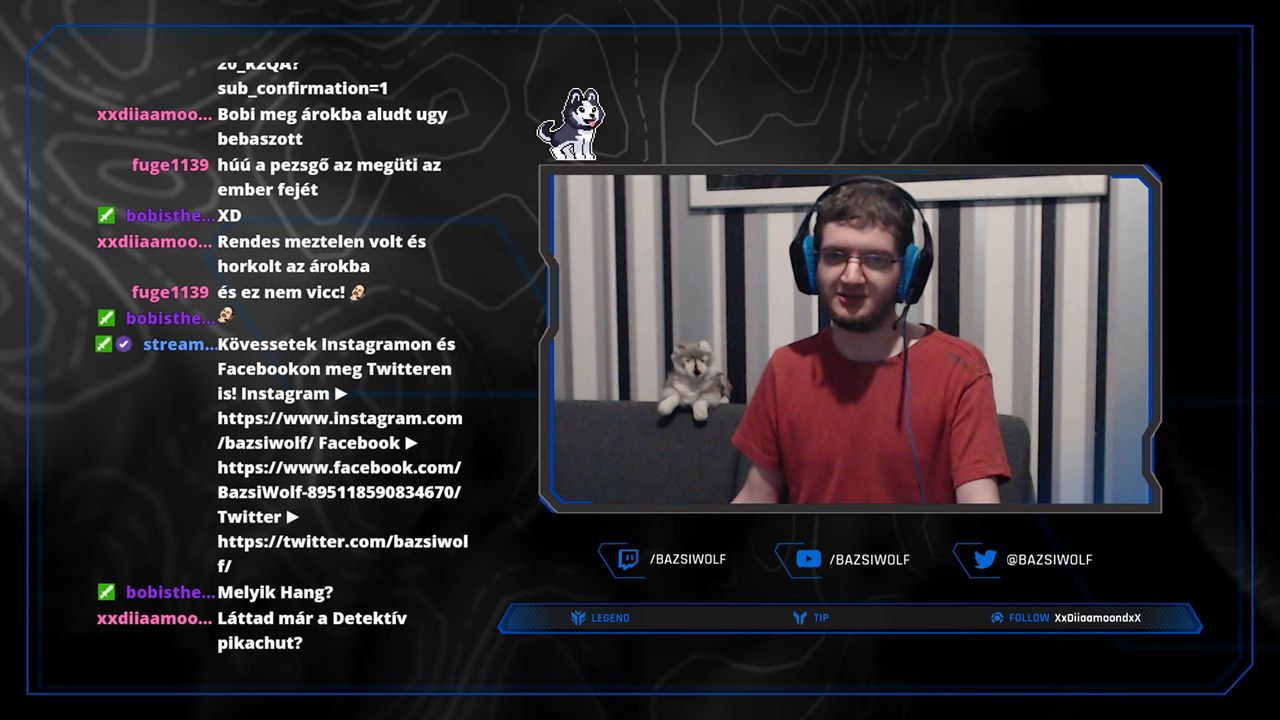 sub_confirmation=1
xxdiiaamoo... Bobi meg árokba aludt ugy
bebaszott
fuge1139 húú a pezsgő az megüti az
ember fejét
bobisthe... XD
xxdiiaamoo... Rendes meztelen volt és
horkolt az árokba
fuge1139 és ez nem vicc!
bobisthe...
stream... Kövessetek Instagramon és
Facebookon meg Twitteren
is! Instagram ▶
https://www.instagram.com
/bazsiwolf/ Facebook ▶
https://www.facebook.com/
BazsiWolf-895118590834670/
Twitter ▶
https://twitter.com/bazsiwol
f/
bobisthe... Melyik Hang?
xxdiiaamoo... Láttad már a Detektív
pikachut?
/BAZSIWOLF
/BAZSIWOLF
@BAZSIWOLF
LEGEND
TIP
FOLLOW XxDiiaamoondxX